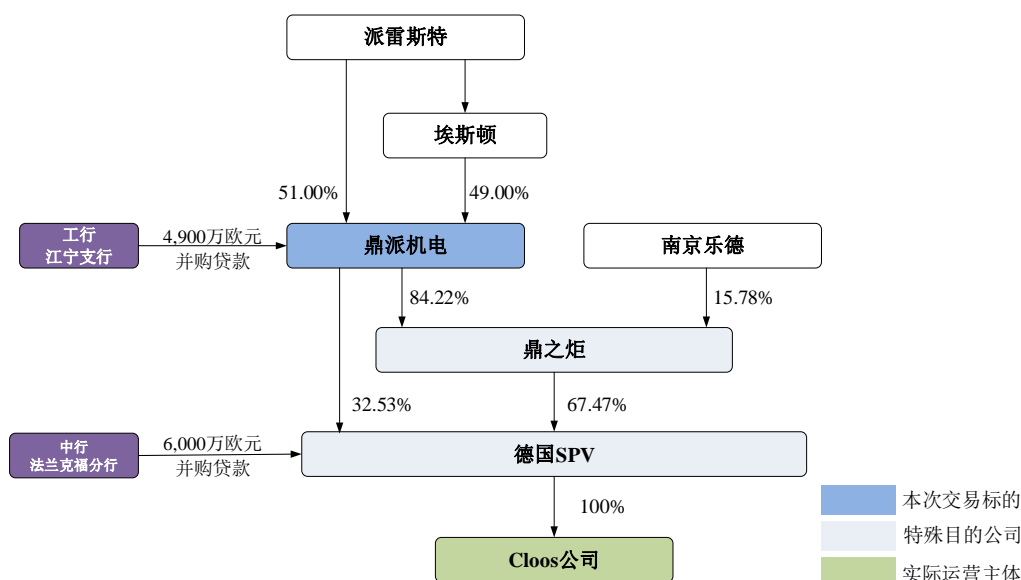 派雷斯特
埃斯顿
51.00%
49.00%
工行
江宁支行
4,900万欧元
并购贷款
鼎派机电
南京乐德
84.22%
15.78%
鼎之炬
32.53%
67.47%
中行
法兰克福分行
6,000万欧元
并购贷款
德国SPV
100%
Cloos公司
本次交易标的
特殊目的公司
实际运营主体